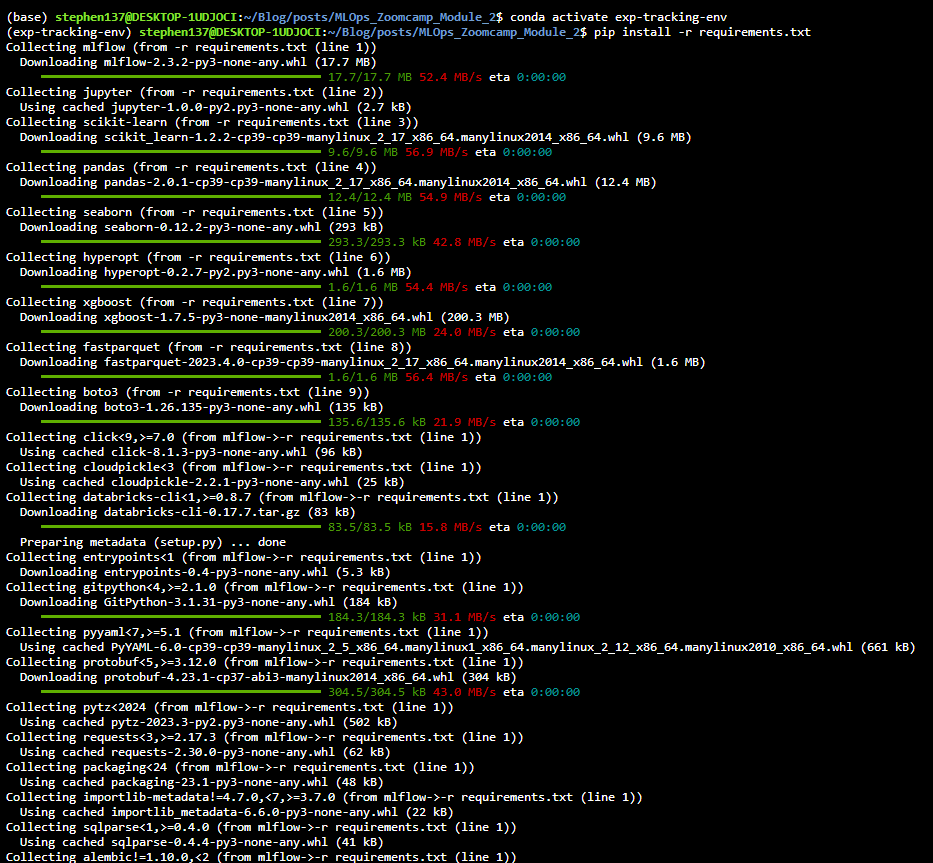 (base) stephen137@DESKTOP-1UDJOCI:~/Blog/posts/MLOps_Zoomcamp_Module_2$ conda activate exp-tracking-env
(exp-tracking-env) stephen137@DESKTOP-1UDJOCI:~/Blog/posts/MLOps_Zoomcamp_Module_2$ pip install -r requirements.txt
Collecting mlflow (from -r requirements.txt (line 1))
Downloading mlflow-2.3.2-py3-none-any.whl (17.7 MB)
17.7/17.7 MB 52.4 MB/s eta 0:00:00
Collecting jupyter (from -r requirements.txt (line 2))
Using cached jupyter-1.0.0-py2.py3-none-any.whl (2.7 kB)
Collecting scikit-learn (from -r requirements.txt (line 3))
Downloading scikit_learn-1.2.2-cp39-cp39-manylinux_2_17_x86_64.manylinux2014_x86_64.whl (9.6 MB)
9.6/9.6 MB 56.9 MB/s eta 0:00:00
Collecting pandas (from -r requirements.txt (line 4))
Downloading pandas-2.0.1-cp39-cp39-manylinux_2_17_x86_64.manylinux2014_x86_64.whl (12.4 MB)
12.4/12.4 MB 54.9 MB/s eta 0:00:00
Collecting seaborn (from -r requirements.txt (line 5))
Downloading seaborn-0.12.2-py3-none-any.whl (293 kB)
293.3/293.3 kB 42.8 MB/s eta 0:00:00
Collecting hyperopt (from -r requirements.txt (line 6))
Downloading hyperopt-0.2.7-py2.py3-none-any.whl (1.6 MB)
1.6/1.6 MB 54.4 MB/s eta 0:00:00
Collecting xgboost (from -r requirements.txt (line 7))
Downloading xgboost-1.7.5-py3-none-manylinux2014_x86_64.whl (200.3 MB)
200.3/200.3 MB 24.0 MB/s eta 0:00:00
Collecting fastparquet (from -r requirements.txt (line 8))
Downloading fastparquet-2023.4.0-cp39-cp39-manylinux_2_17_x86_64.manylinux2014_x86_64.whl (1.6 MB)
1.6/1.6 MB 56.4 MB/s eta 0:00:00
Collecting boto3 (from -r requirements.txt (line 9))
Downloading boto3-1.26.135-py3-none-any.whl (135 kB)
135.6/135.6 kB 21.9 MB/s eta 0:00:00
Collecting click<9,>=7.0 (from mlflow->-r requirements.txt (line 1))
Using cached click-8.1.3-py3-none-any.whl (96 kB)
Collecting cloudpickle<3 (from mlflow->-r requirements.txt (line 1))
Using cached cloudpickle-2.2.1-py3-none-any.whl (25 kB)
Collecting databricks-cli<1,>=0.8.7 (from mlflow->-r requirements.txt (line 1))
Downloading databricks-cli-0.17.7.tar.gz (83 kB)
83.5/83.5 kB 15.8 MB/s eta 0:00:00
Preparing metadata (setup.py) ... done
Collecting entrypoints<1 (from mlflow->-r requirements.txt (line 1))
Downloading entrypoints-0.4-py3-none-any.whl (5.3 kB)
Collecting gitpython<4,>=2.1.0 (from mlflow->-r requirements.txt (line 1))
Downloading GitPython-3.1.31-py3-none-any.whl (184 kB)
184.3/184.3 kB 31.1 MB/s eta 0:00:00
Collecting pyyaml<7,>=5.1 (from mlflow->-r requirements.txt (line 1))
Using cached PyYAML-6.0-cp39-cp39-manylinux_2_5_x86_64.manylinux1_x86_64.manylinux_2_12_x86_64.manylinux2010_x86_64.whl (661 kB)
Collecting protobuf<5,>=3.12.0 (from mlflow->-r requirements.txt (line 1))
Downloading protobuf-4.23.1-cp37-abi3-manylinux2014_x86_64.whl (304 kB)
304.5/304.5 kB 43.0 MB/s eta 0:00:00
Collecting pytz<2024 (from mlflow->-r requirements.txt (line 1))
Using cached pytz-2023.3-py2.py3-none-any.whl (502 kB)
Collecting requests<3,>=2.17.3 (from mlflow->-r requirements.txt (line 1))
Using cached requests-2.30.0-py3-none-any.whl (62 kB)
Collecting packaging<24 (from mlflow->-r requirements.txt (line 1))
Using cached packaging-23.1-py3-none-any.whl (48 kB)
Collecting importlib-metadata!=4.7.0,<7,>=3.7.0 (from mlflow->-r requirements.txt (line 1))
Using cached importlib_metadata-6.6.0-py3-none-any.whl (22 kB)
Collecting sqlparse<1,>=0.4.0 (from mlflow->-r requirements.txt (line 1))
Using cached sqlparse-0.4.4-py3-none-any.whl (41 kB)
Collecting alembic!=1.10.0,<2 (from mlflow->-r requirements.txt (line 1))